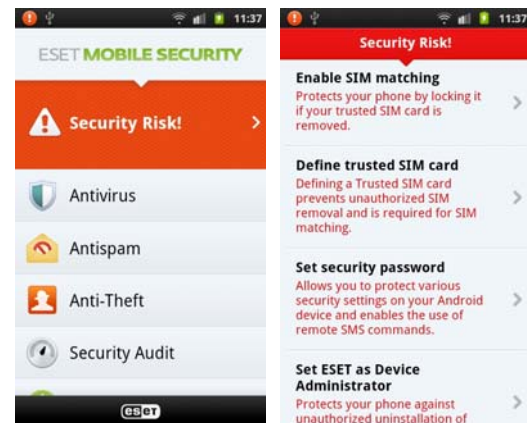 11:37
ESET MOBILE SECURITY
Security Risk!
Antivirus
Antispam
Anti-Theft
Security Audit
eseT
11:37
Security Risk!
Enable SIM matching
Protects your phone by locking it
if your trusted SIM card is
removed.
Define trusted SIM card
Defining a Trusted SIM card
prevents unauthorized SIM
removal and is required for SIM
matching.
Set security password
Allows you to protect various
security settings on your Android
device and enables the use of
remote SMS commands.
Set ESET as Device
Administrator
Protects your phone against
unauthorized uninstallation of